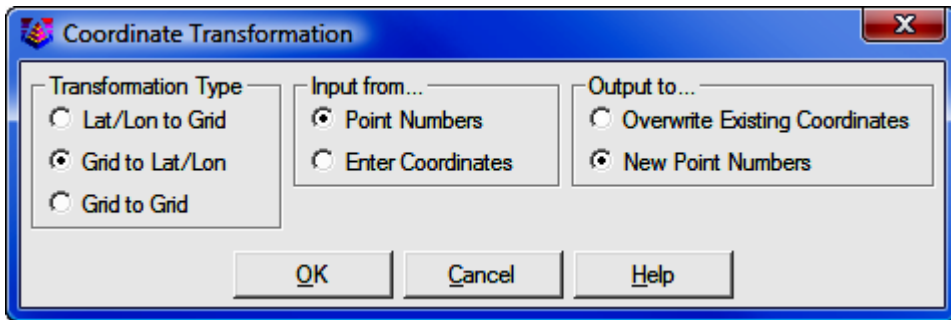 Coordinate Transformation
Transformation Type
Lat/Lon to Grid
Grid to Lat/Lon
Grid to Grid
Input from...
Point Numbers
Enter Coordinates
Output to...
Overwrite Existing Coordinates
New Point Numbers
OK
Cancel
Help